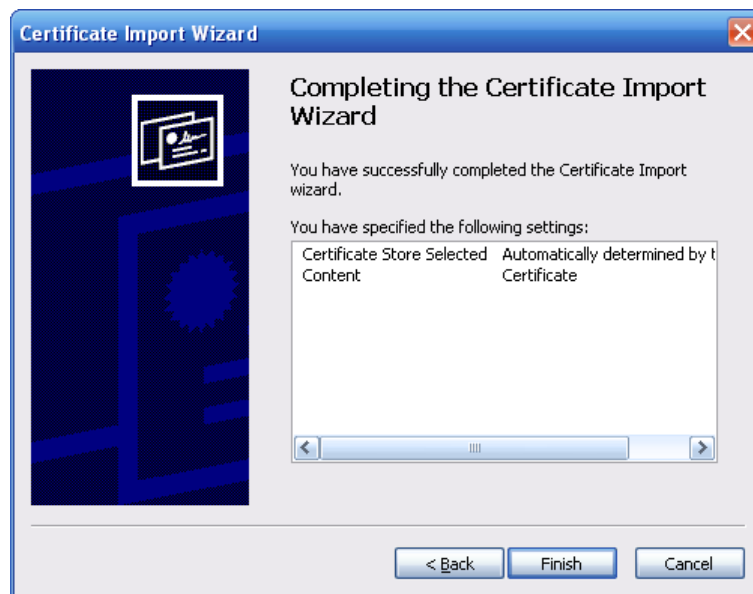 Certificate Import Wizard
Completing the Certificate Import
Wizard
You have successfully completed the Certificate Import
wizard.
You have specified the following settings:
Certificate Store Selected Automatically determined by t
Content Certificate
< Back Finish Cancel